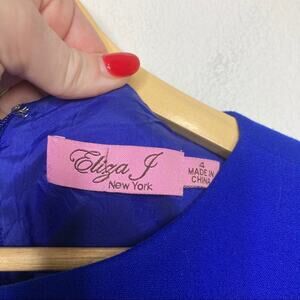 Eliza J
New York
4
MADE IN
CHINA